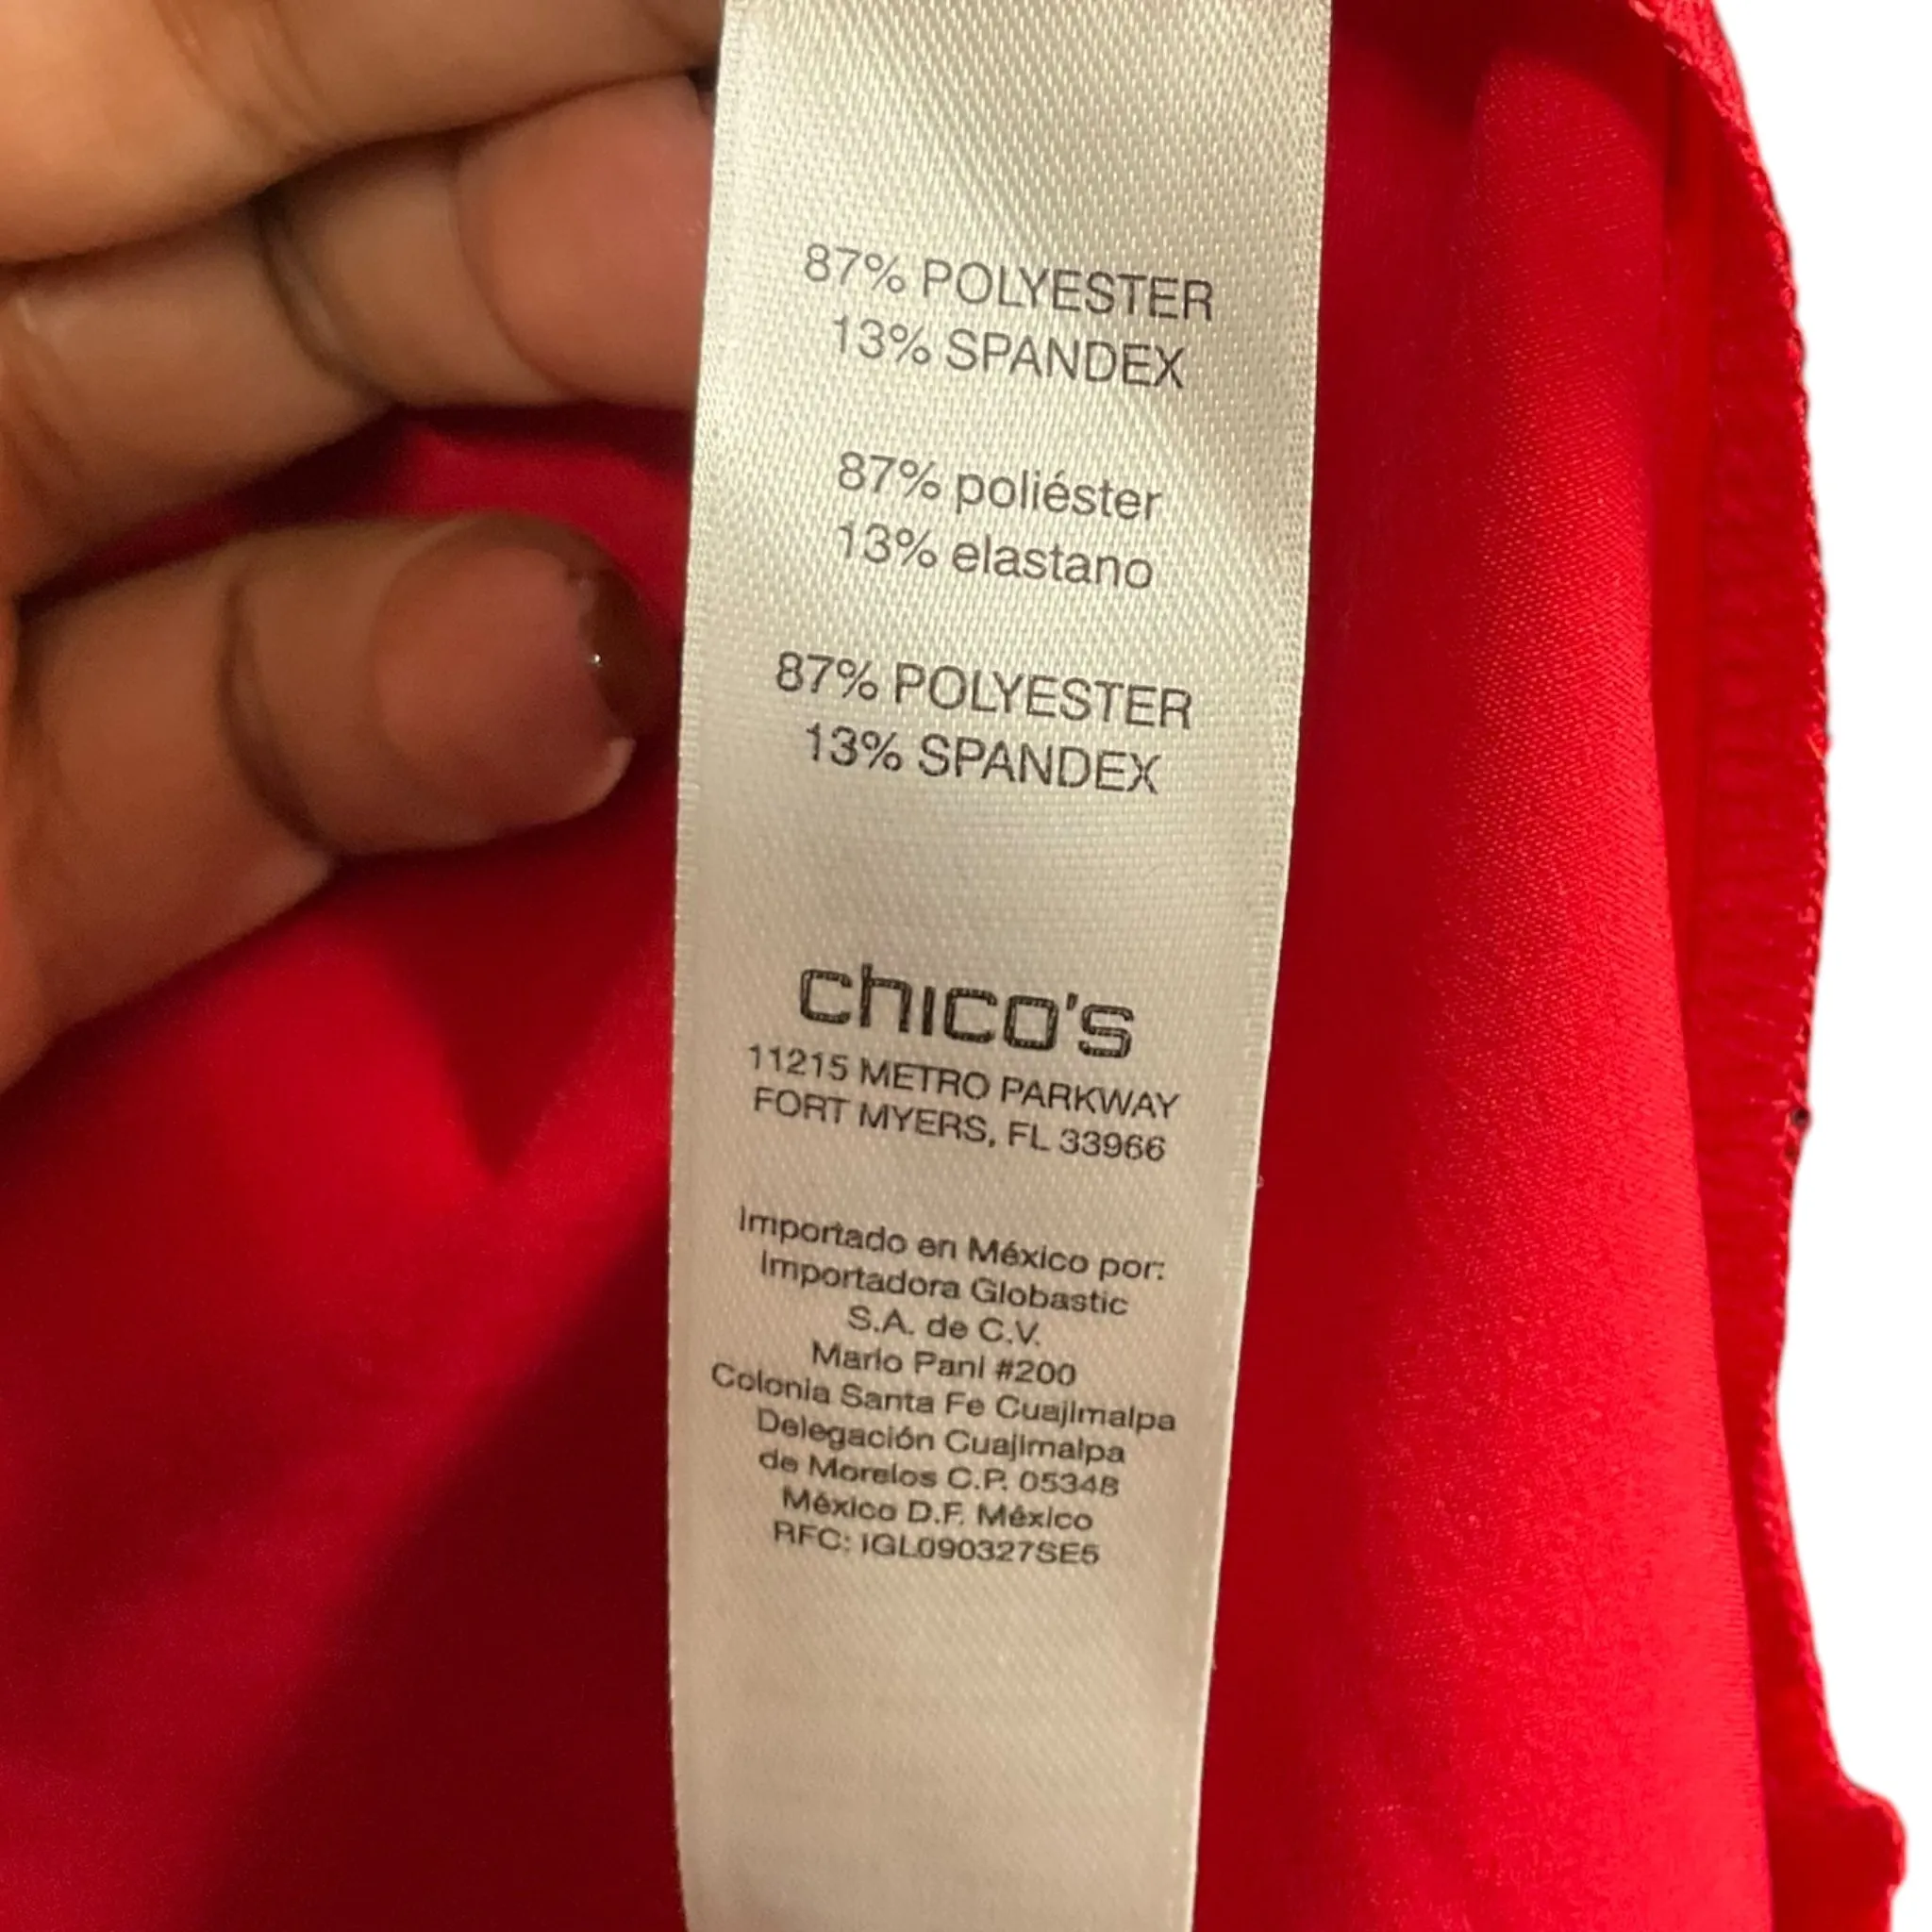 87% POLYESTER
13% SPANDEX
87% poliéster
13% elastano
87% POLYESTER
13% SPANDEX
chico's
11215 METRO PARKWAY
FORT MYERS, FL 33966
Importado en México por:
Importadora Globastic
S.A. de C.V.
Mario Pani #200
Colonia Santa Fe Cuajimalpa
Delegación Cuajimalpa
de Morelos C.P. 05348
México D.F. México
RFC: IGL090327SE5